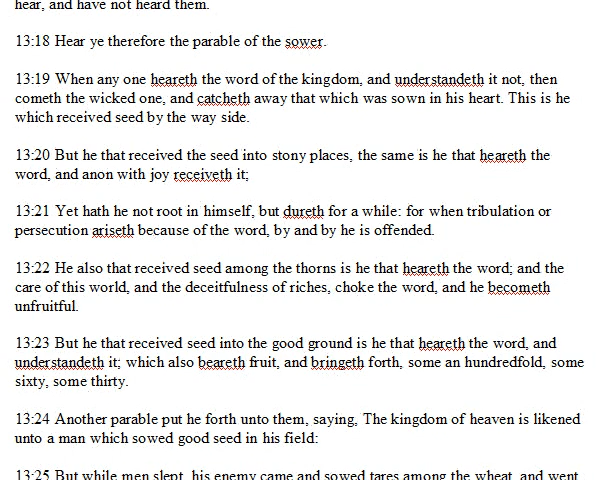 hear, and have not heard them.
13:18 Hear ye therefore the parable of the sower.
13:19 When any one heareth the word of the kingdom, and understandeth it not, then
cometh the wicked one, and catcheth away that which was sown in his heart. This is he
which received seed by the way side.
13:20 But he that received the seed into stony places, the same is he that heareth the
word, and anon with joy receiveth it;
13:21 Yet hath he not root in himself, but dureth for a while: for when tribulation or
persecution ariseth because of the word, by and by he is offended.
13:22 He also that received seed among the thorns is he that heareth the word; and the
care of this world, and the deceitfulness of riches, choke the word, and he becometh
unfruitful.
13:23 But he that received seed into the good ground is he that heareth the word, and
understandeth it; which also beareth fruit, and bringeth forth, some an hundredfold, some
sixty, some thirty.
13:24 Another parable put he forth unto them, saying, The kingdom of heaven is likened
unto a man which sowed good seed in his field:
13:25 But while men slept, his enemy came and sowed tares among the wheat, and went